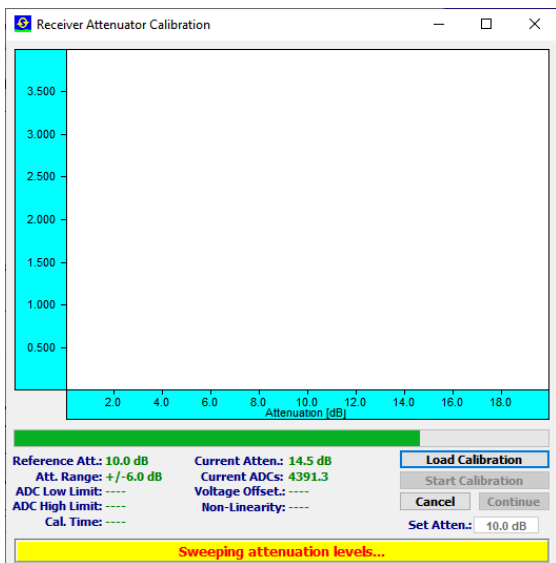 Receiver Attenuator Calibration
3.500
3.000
2.500
2.000
1.500
1.000
0.500
2.0 4.0 6.0 8.0 10.0 12.0 14.0 16.0 18.0
Attenuation [dB]
Reference Att.: 10.0 dB Current Atten.: 14.5 dB Load Calibration
Att. Range: +/-6.0 dB Current ADCs: 4391.3 Start Calibration
ADC Low Limit: ---- Voltage Offset.: ---- Cancel Continue
ADC High Limit: ---- Non-Linearity: ----
Cal. Time: ---- Set Atten.: 10.0 dB
Sweeping attenuation levels...